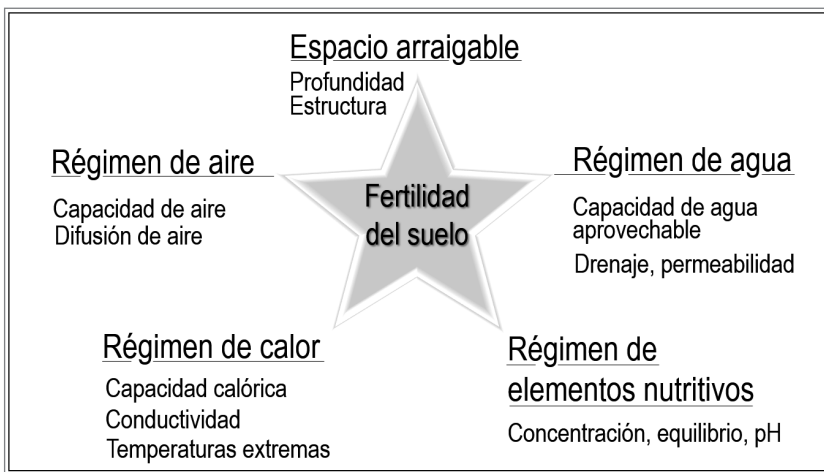 Espacio arraigable
Profundidad
Estructura
Régimen de aire
Capacidad de aire
Difusión de aire
Régimen de agua
Capacidad de agua
aprovechable
Drenaje, permeabilidad
Fertilidad
del suelo
Régimen de calor
Capacidad calórica
Conductividad
Temperaturas extremas
Régimen de
elementos nutritivos
Concentración, equilibrio, pH